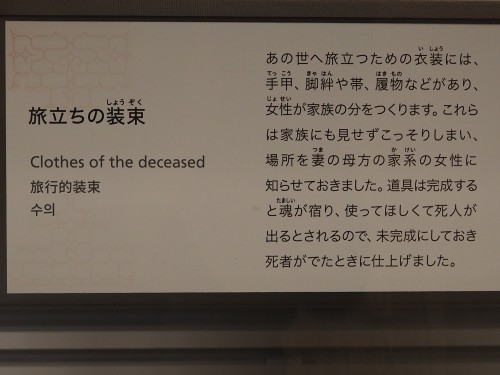 旅立ちの装束
Clothes of the deceased
旅行的装束
수의
あの世へ旅立つための衣装には、
手甲、脚絆や帯、履物などがあり、
女性が家族の分をつくります。これら
は家族にも見せずこっそりしまい、
場所を妻の母方の家系の女性に
知らせておきました。道具は完成する
と魂が宿り、使ってほしくて死人が
出るとされるので、未完成にしておき
死者がでたときに仕上げました。